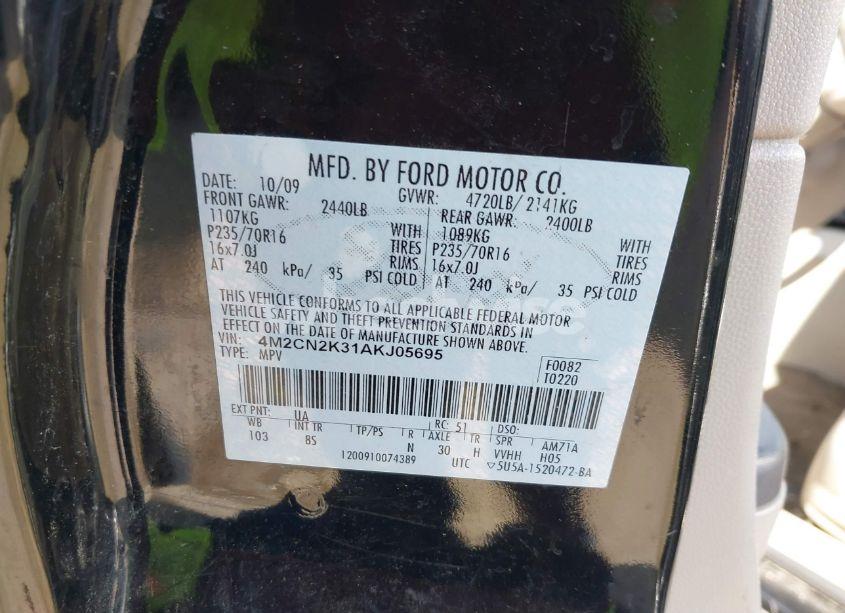 MFD. BY FORD MOTOR CO.
DATE: 10/09 GVWR: 4720LB/ 2141KG
FRONT GAWR: 2440LB REAR GAWR: 2400LB
1107KG WITH 1089KG WITH
P235/70R16 TIRES P235/70R16 TIRES
16x7.0J RIMS 16x7.0J RIMS
AT 240 kPa/ 35 PSI COLD AT 240 kPa/ 35 PSI COLD
THIS VEHICLE CONFORMS TO ALL APPLICABLE FEDERAL MOTOR
VEHICLE SAFETY AND THEFT PREVENTION STANDARDS IN
EFFECT ON THE DATE OF MANUFACTURE SHOWN ABOVE.
VIN: 4M2CN2K31AKJ05695
TYPE: MPV
F0082
T0220
EXT PNT: UA RC: 51 DSO:
WB INT TR TP/PS R AXLE TR SPR AM71A
103 8S N 30 H VVHH H05
1200910074389 UTC ▽5U5A-1520472-BA